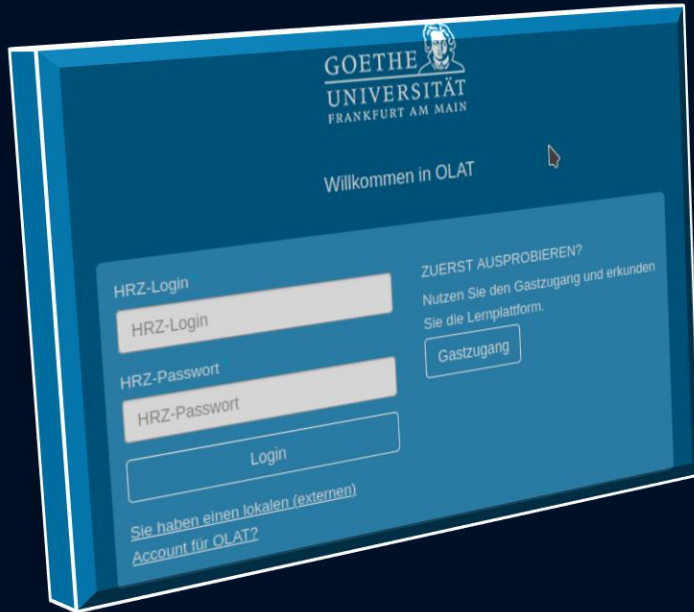 GOETHE
UNIVERSITÄT
FRANKFURT AM MAIN
Willkommen in OLAT
HRZ-Login
HRZ-Login
HRZ-Passwort
HRZ-Passwort
Login
Sie haben einen lokalen (externen)
Account für OLAT?
ZUERST AUSPROBIEREN?
Nutzen Sie den Gastzugang und erkunden
Sie die Lernplattform.
Gastzugang